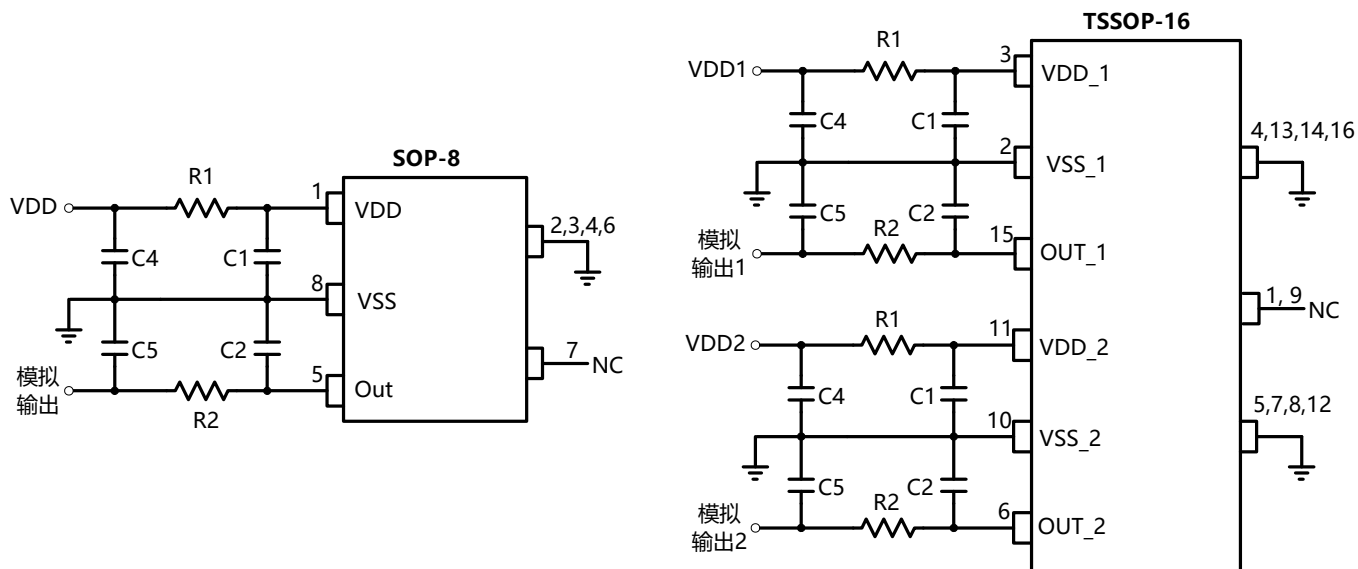 SOP-8
VDD
R1
C4
C1
1
VDD
8
VSS
C5
C2
5
Out
模拟
输出
R2
2,3,4,6
7
NC
TSSOP-16
VDD1
R1
C4
C1
3
VDD_1
2
VSS_1
C5
C2
R2
15
OUT_1
模拟
输出1
4,13,14,16
1, 9
NC
VDD2
R1
C4
C1
11
VDD_2
10
VSS_2
C5
C2
R2
6
OUT_2
模拟
输出2
5,7,8,12